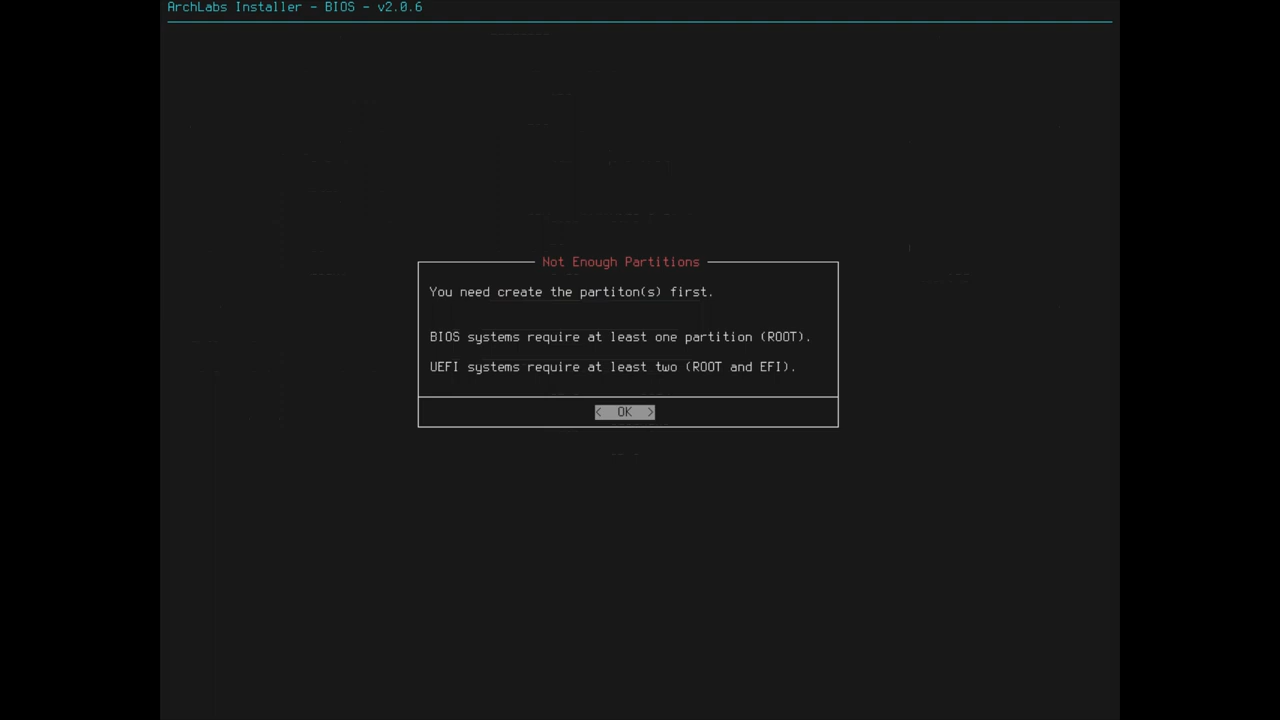 ArchLabs Installer - BIOS - v2.0.6
Not Enough Partitions
You need create the partiton(s) first.
BIOS systems require at least one partition (ROOT).
UEFI systems require at least two (ROOT and EFI).
< OK >